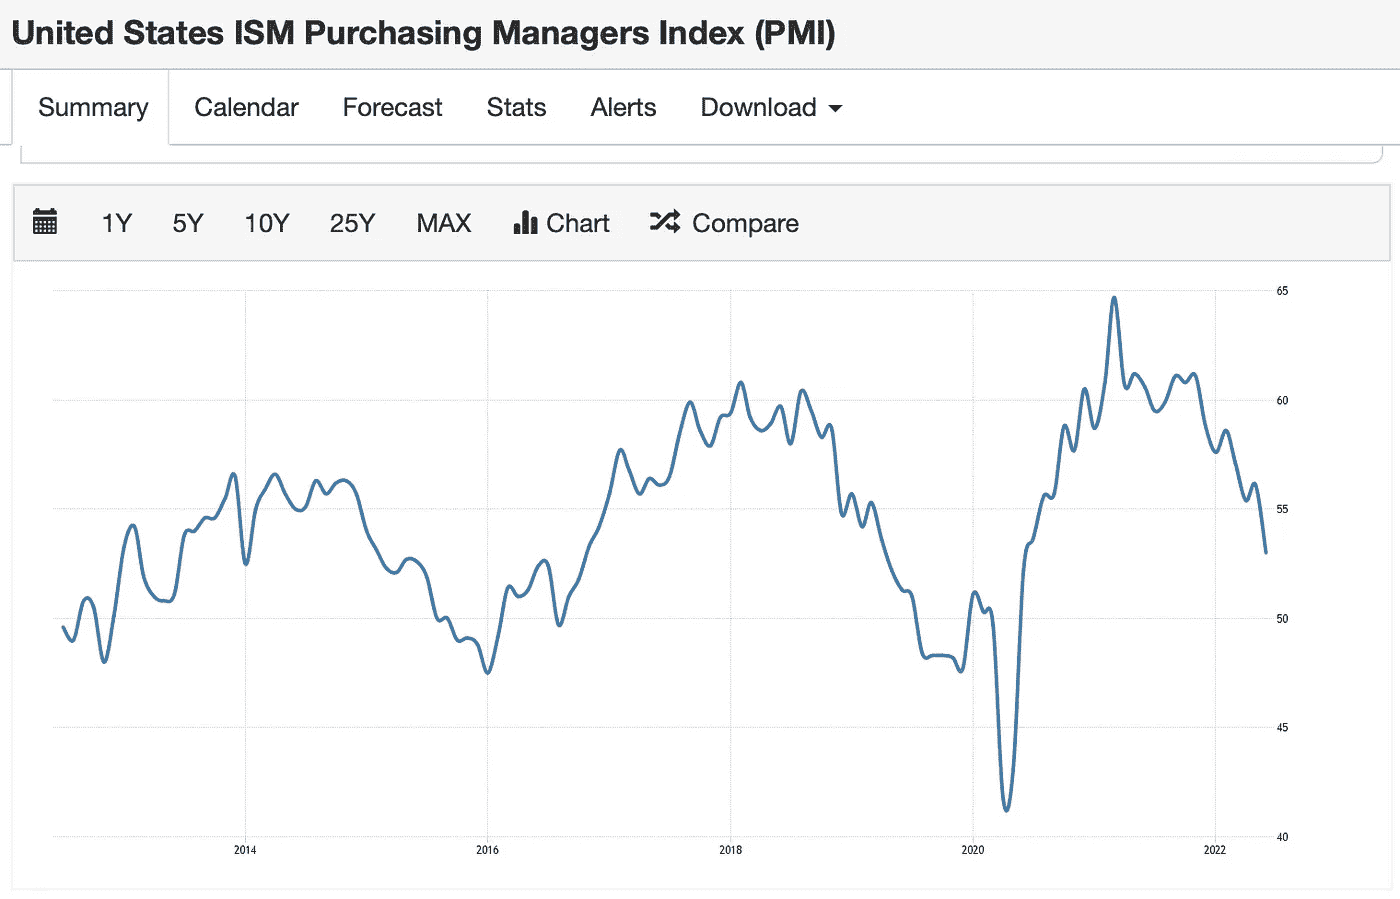 United States ISM Purchasing Managers Index (PMI)
Summary Calendar Forecast Stats Alerts Download
1Y 5Y 10Y 25Y MAX Chart Compare
65
60
55
50
45
40
2014 2016 2018 2020 2022